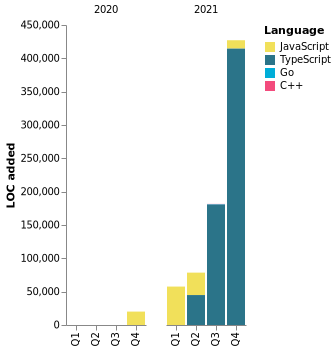 2020 2021
Language
JavaScript
TypeScript
Go
C++
LOC added
450,000
400,000
350,000
300,000
250,000
200,000
150,000
100,000
50,000
0
Q1 Q2 Q3 Q4 Q1 Q2 Q3 Q4